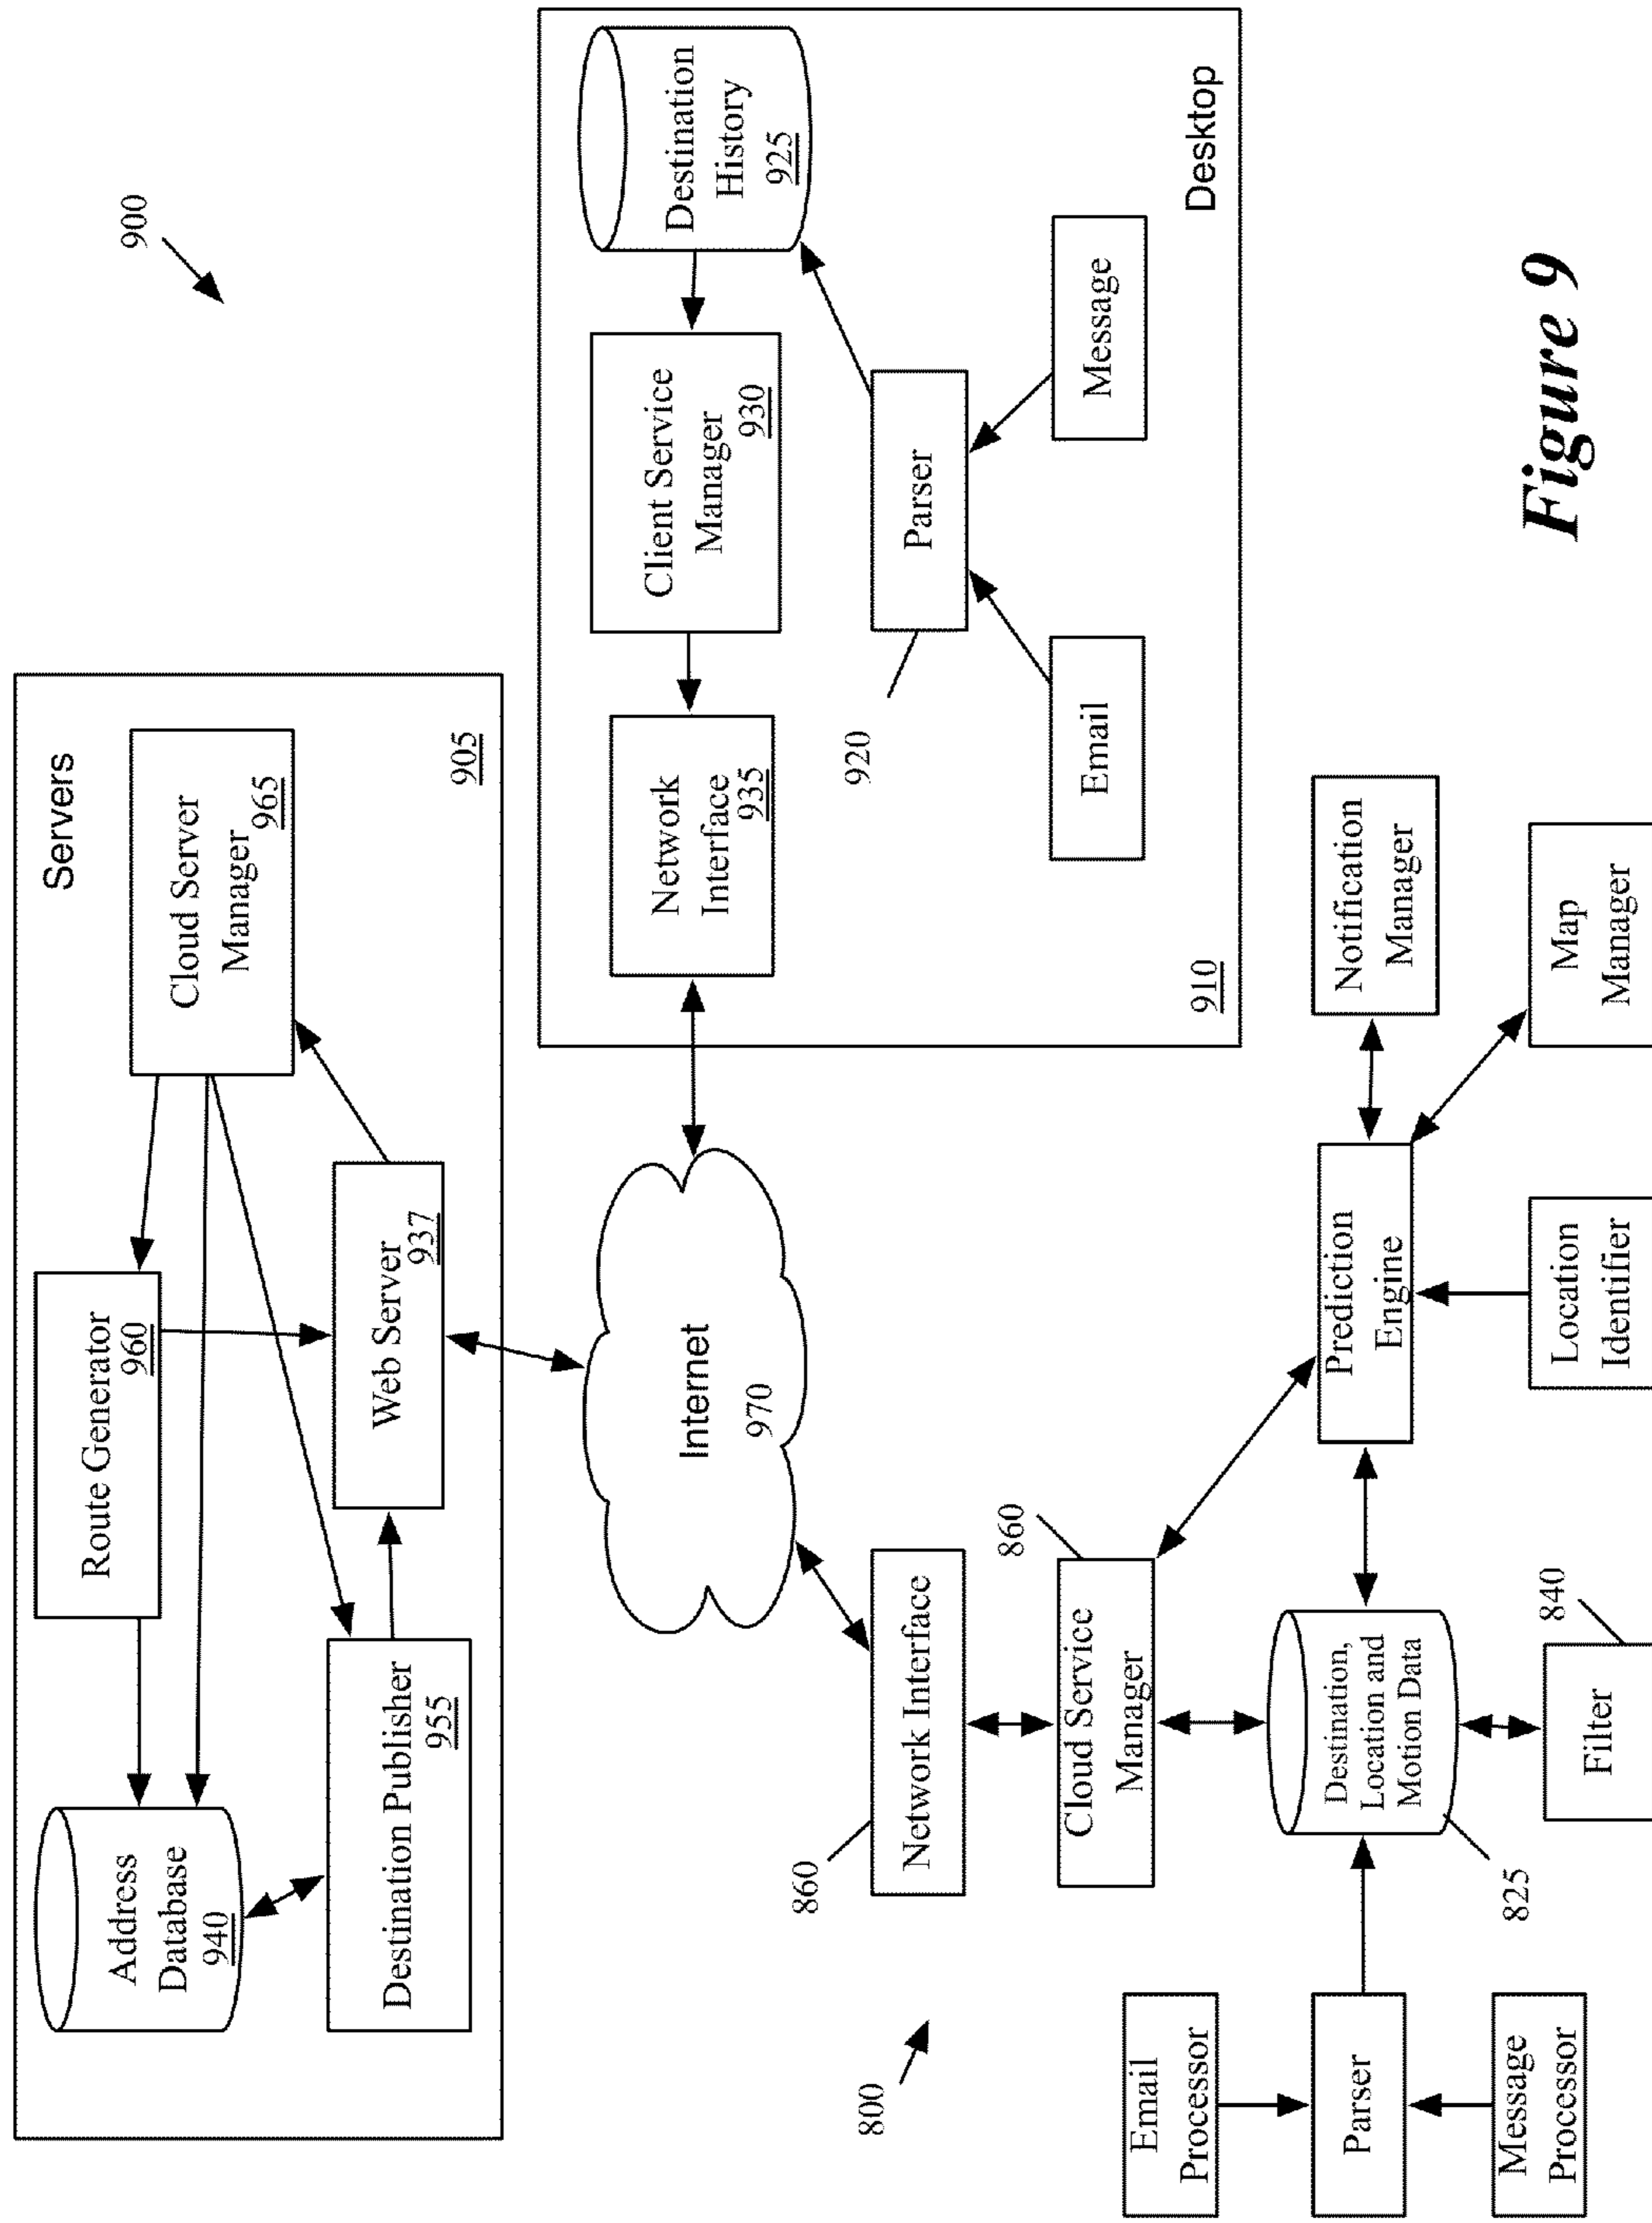 900
Servers
Address
Database
940
Route Generator
960
Cloud Server
Manager
965
Destination Publisher
955
Web Server
937
905
Internet
970
Network
Interface
935
Client Service
Manager
930
Destination
History
925
920
Parser
Email
Message
910
Desktop
800
860
Network Interface
860
Cloud Service
Manager
Email
Processor
Parser
Message
Processor
Destination,
Location and
Motion Data
825
840
Filter
Prediction
Engine
Location
Identifier
Notification
Manager
Map
Manager
Figure 9